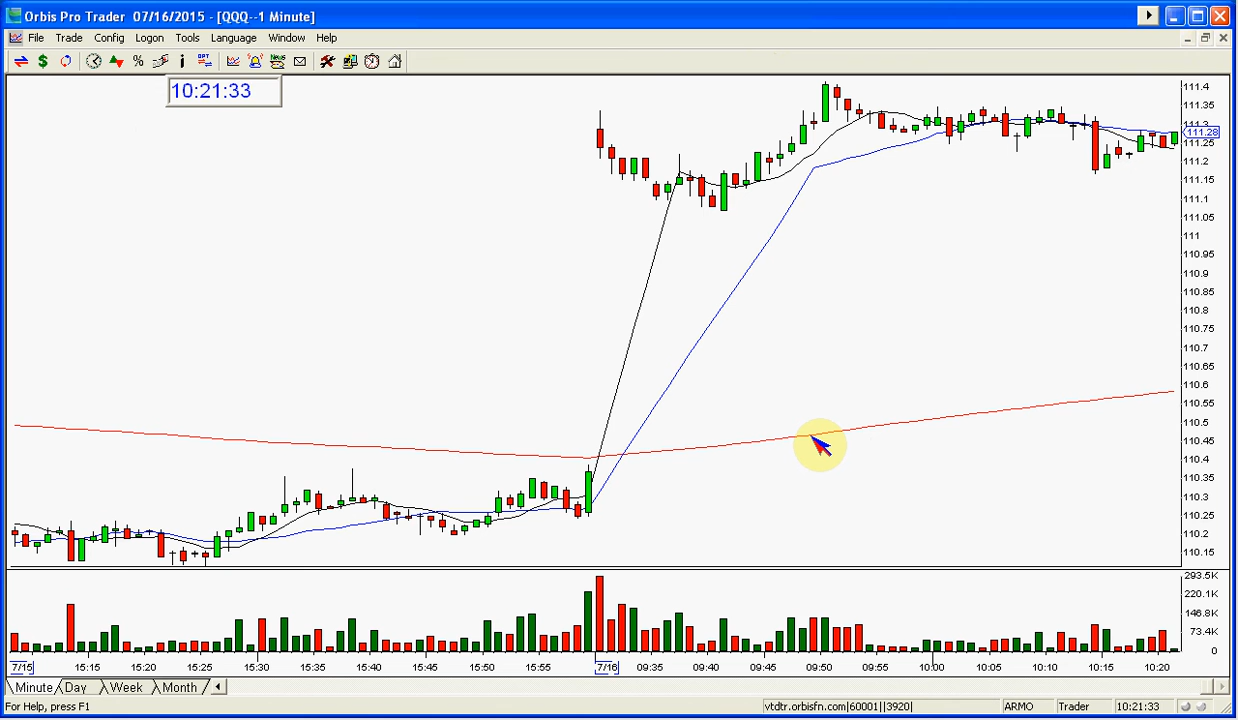 Orbis Pro Trader 07/16/2015 - [QQQ--1 Minute]
File Trade Config Logon Tools Language Window Help
$ % i OPT News
10:21:33
111.4
111.35
111.3
111.28
111.25
111.2
111.15
111.1
111.05
111
110.95
110.9
110.85
110.8
110.75
110.7
110.65
110.6
110.55
110.5
110.45
110.4
110.35
110.3
110.25
110.2
110.15
293.5K
220.1K
146.8K
73.4K
0
7/15 15:15 15:20 15:25 15:30 15:35 15:40 15:45 15:50 15:55 7/16 09:35 09:40 09:45 09:50 09:55 10:00 10:05 10:10 10:15 10:20
Minute Day Week Month
For Help, press F1 vtdtr.orbisfn.com|60001||3920| ARMO Trader 10:21:33